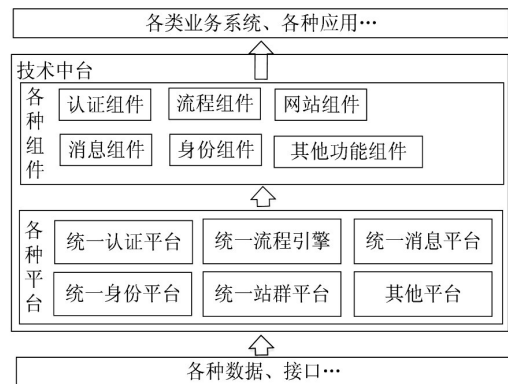 各类业务系统、各种应用…
技术中台
各种组件
认证组件 流程组件 网站组件
消息组件 身份组件 其他功能组件
各种平台
统一认证平台 统一流程引擎 统一消息平台
统一身份平台 统一站群平台 其他平台
各种数据、接口…